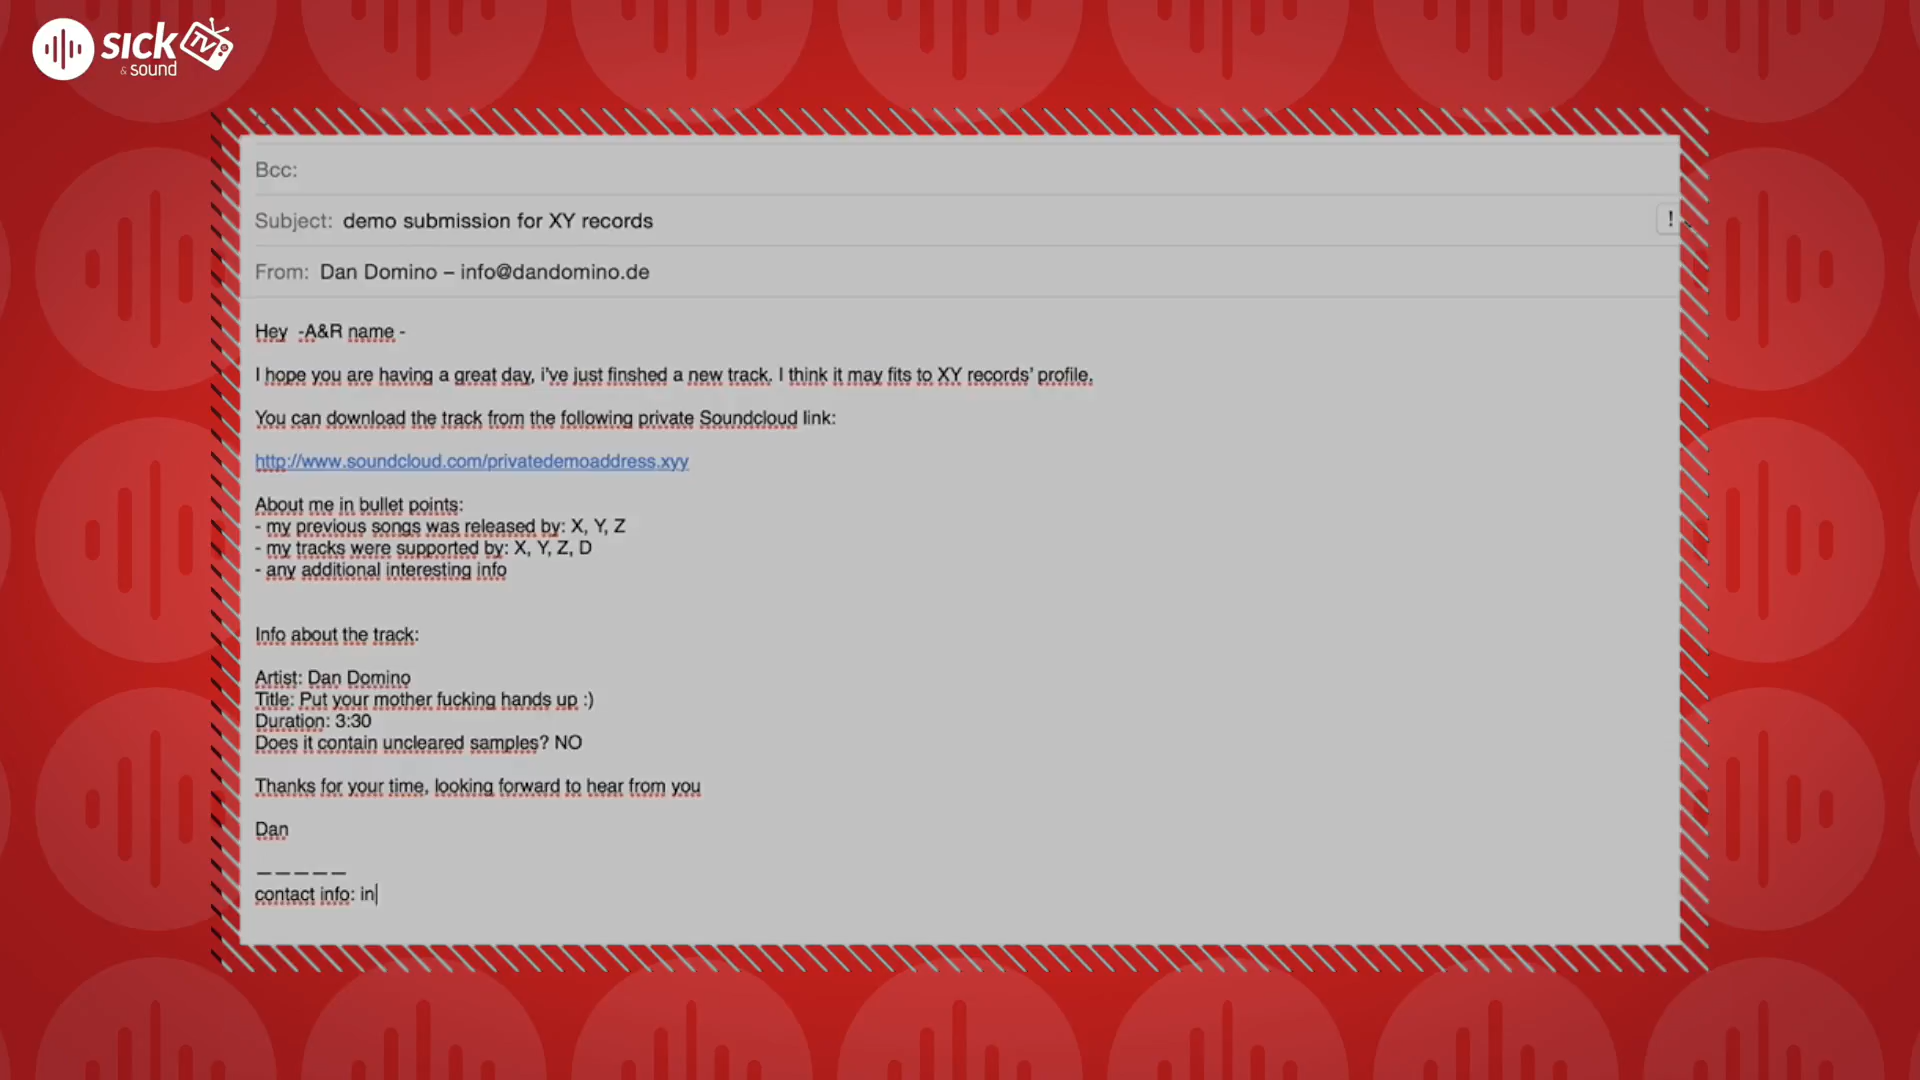 sick TV
& sound
Bcc:
Subject: demo submission for XY records
!
From: Dan Domino – info@dandomino.de
Hey  -A&R name -
I hope you are having a great day, i've just finshed a new track. I think it may fits to XY records' profile.
You can download the track from the following private Soundcloud link:
http://www.soundcloud.com/privatedemoaddress.xyy
About me in bullet points:
- my previous songs was released by: X, Y, Z
- my tracks were supported by: X, Y, Z, D
- any additional interesting info
Info about the track:
Artist: Dan Domino
Title: Put your mother fucking hands up :)
Duration: 3:30
Does it contain uncleared samples? NO
Thanks for your time, looking forward to hear from you
Dan
—————
contact info: in